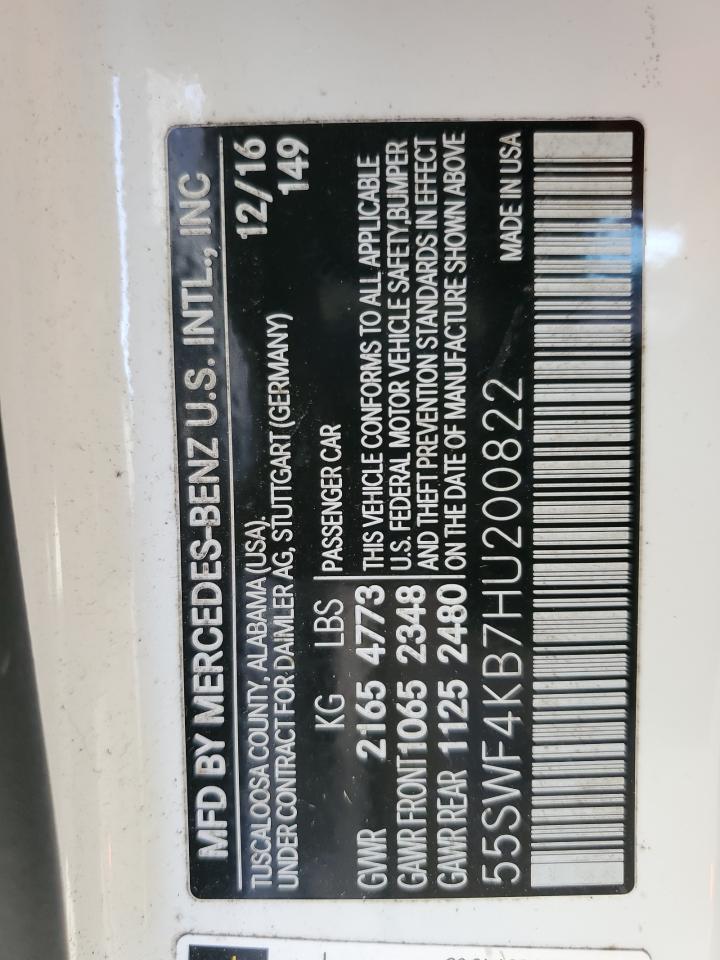 MFD BY MERCEDES-BENZ U.S. INTL., INC
TUSCALOOSA COUNTY, ALABAMA (USA). 12/16
UNDER CONTRACT FOR DAIMLER AG, STUTTGART (GERMANY) 149
KG LBS PASSENGER CAR
GVWR 2165 4773 THIS VEHICLE CONFORMS TO ALL APPLICABLE
GAWR FRONT 1065 2348 U.S. FEDERAL MOTOR VEHICLE SAFETY,BUMPER
AND THEFT PREVENTION STANDARDS IN EFFECT
GAWR REAR 1125 2480 ON THE DATE OF MANUFACTURE SHOWN ABOVE
55SWF4KB7HU200822 MADE IN USA